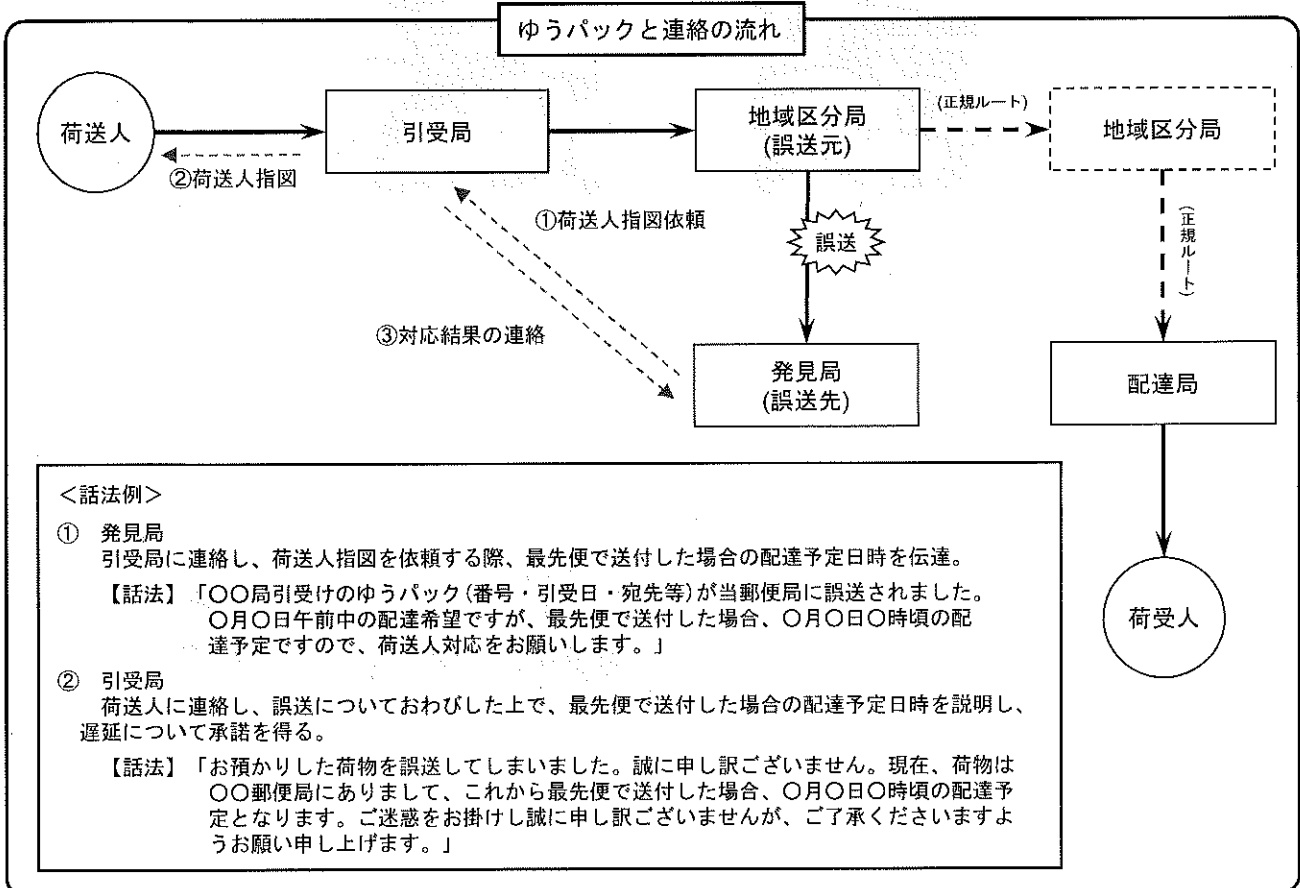 ゆうパックと連絡の流れ
荷送人
引受局
地域区分局
(誤送元)
(正規ルート)
地域区分局
②荷送人指図
①荷送人指図依頼
誤送
(正規ルート)
③対応結果の連絡
発見局
(誤送先)
配達局
荷受人
＜話法例＞
① 発見局
引受局に連絡し、荷送人指図を依頼する際、最先便で送付した場合の配達予定日時を伝達。
【話法】「〇〇局引受けのゆうパック(番号・引受日・宛先等)が当郵便局に誤送されました。
〇月〇日午前中の配達希望ですが、最先便で送付した場合、〇月〇日〇時頃の配
達予定ですので、荷送人対応をお願いします。」
② 引受局
荷送人に連絡し、誤送についておわびした上で、最先便で送付した場合の配達予定日時を説明し、
遅延について承諾を得る。
【話法】「お預かりした荷物を誤送してしまいました。誠に申し訳ございません。現在、荷物は
〇〇郵便局にありまして、これから最先便で送付した場合、〇月〇日〇時頃の配達予
定となります。ご迷惑をお掛けし誠に申し訳ございませんが、ご了承くださいますよ
うお願い申し上げます。」